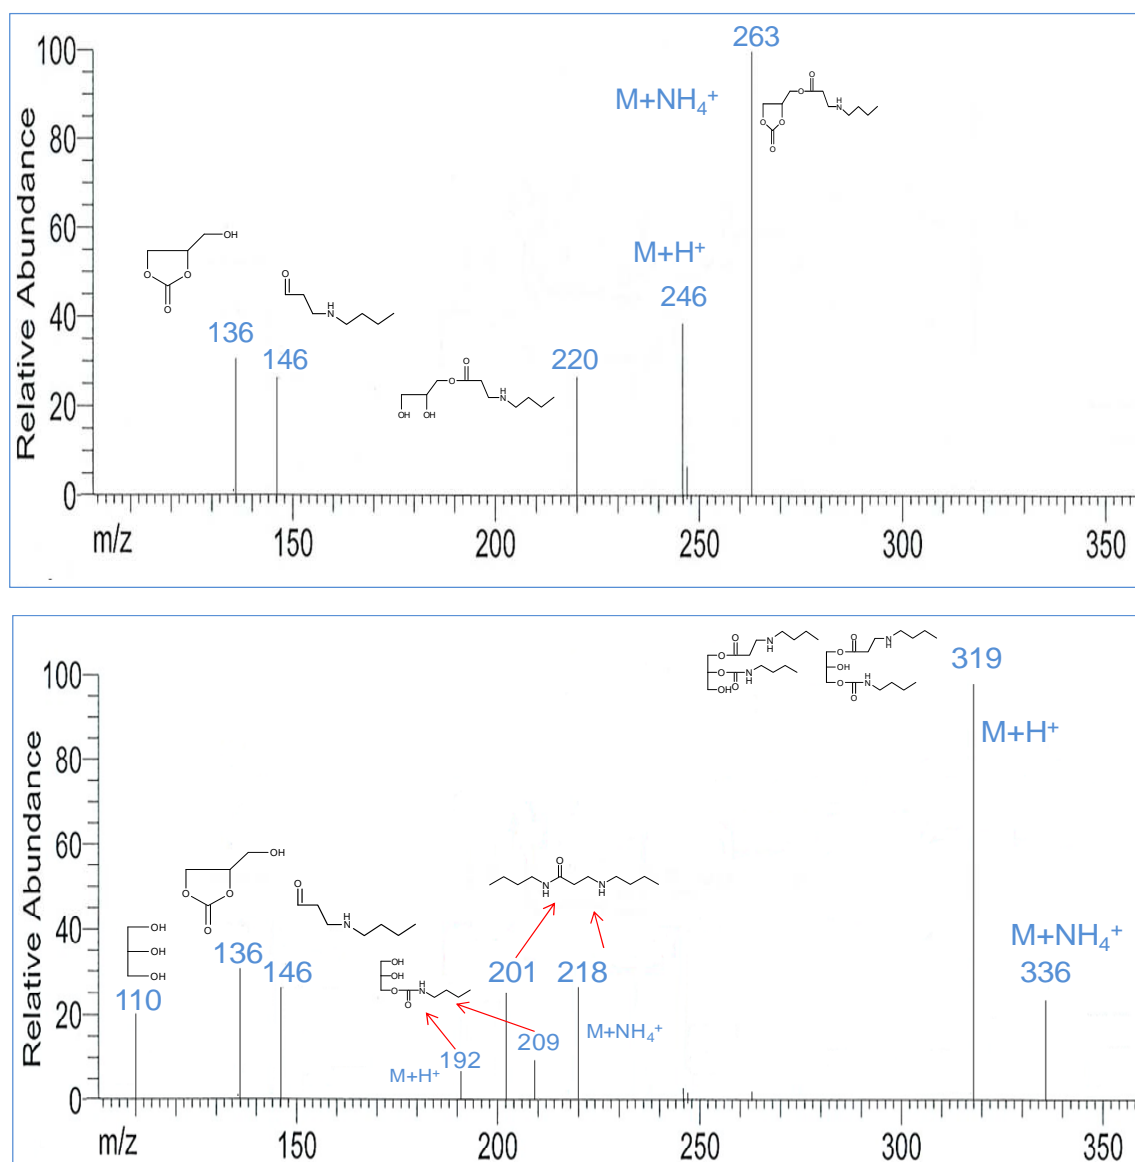 100
263
M+NH4+
O
O
H
N
O
O
O
80
Relative Abundance
60
OH
M+H+
O
O
O
O
H
N
246
40
136
146
O
O
H
N
220
OH
OH
20
0
m/z
150
200
250
300
350
O
H
N
O
H
N
O
O
OH
O
N
H
O
OH
O
N
H
O
319
100
M+H+
80
Relative Abundance
OH
O
O
O
60
O
H
N
O
N
H
N
H
40
OH
OH
OH
136
146
OH
OH
O
N
H
O
201
218
M+NH4+
336
110
20
209
M+NH4+
192
M+H+
0
m/z
150
200
250
300
350